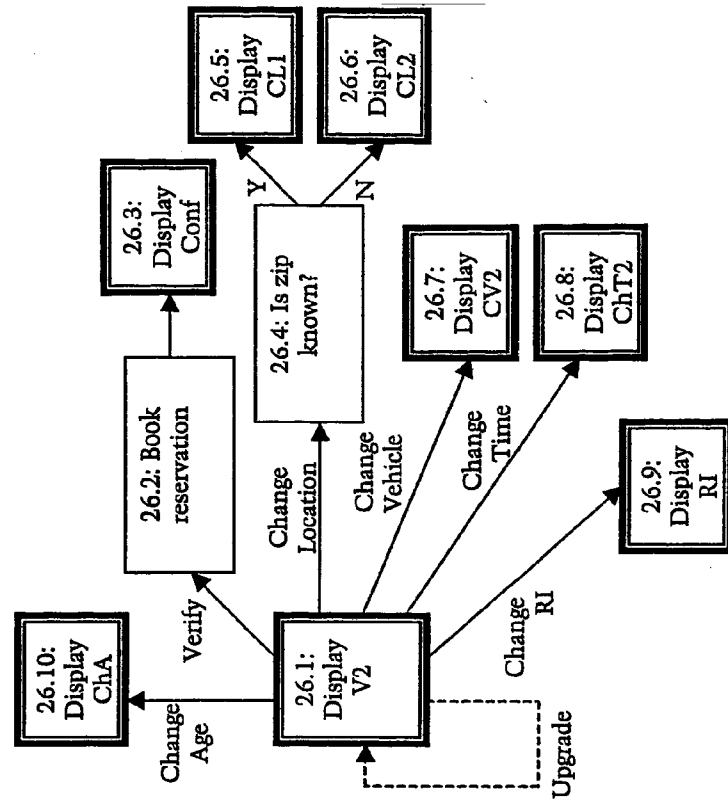 26.10:
Display
ChA
Change
Age
Verify
26.2: Book
reservation
26.3:
Display
Conf
26.1:
Display
V2
Change
Location
26.4: Is zip
known?
Y
N
26.5:
Display
CL1
26.6:
Display
CL2
Change
Vehicle
26.7:
Display
CV2
Change
Time
26.8:
Display
ChT2
Change
RI
26.9:
Display
RI
Upgrade